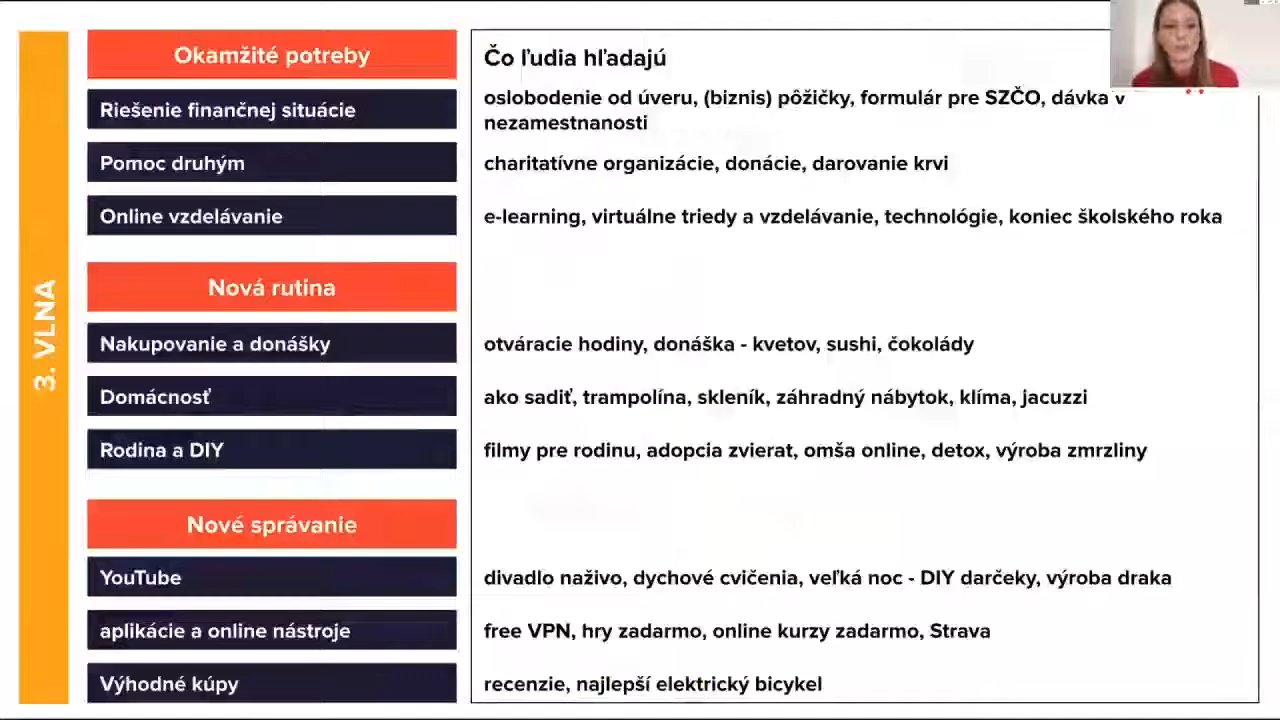 3. VLNA
Okamžité potreby
Čo ľudia hľadajú
Riešenie finančnej situácie
oslobodenie od úveru, (biznis) pôžičky, formulár pre SZČO, dávka v
nezamestnanosti
Pomoc druhým
charitatívne organizácie, donácie, darovanie krvi
Online vzdelávanie
e-learning, virtuálne triedy a vzdelávanie, technológie, koniec školského roka
Nová rutina
Nakupovanie a donášky
otváracie hodiny, donáška - kvetov, sushi, čokolády
Domácnosť
ako sadiť, trampolína, skleník, záhradný nábytok, klíma, jacuzzi
Rodina a DIY
filmy pre rodinu, adopcia zvierat, omša online, detox, výroba zmrzliny
Nové správanie
YouTube
divadlo naživo, dychové cvičenia, veľká noc - DIY darčeky, výroba draka
aplikácie a online nástroje
free VPN, hry zadarmo, online kurzy zadarmo, Strava
Výhodné kúpy
recenzie, najlepší elektrický bicykel